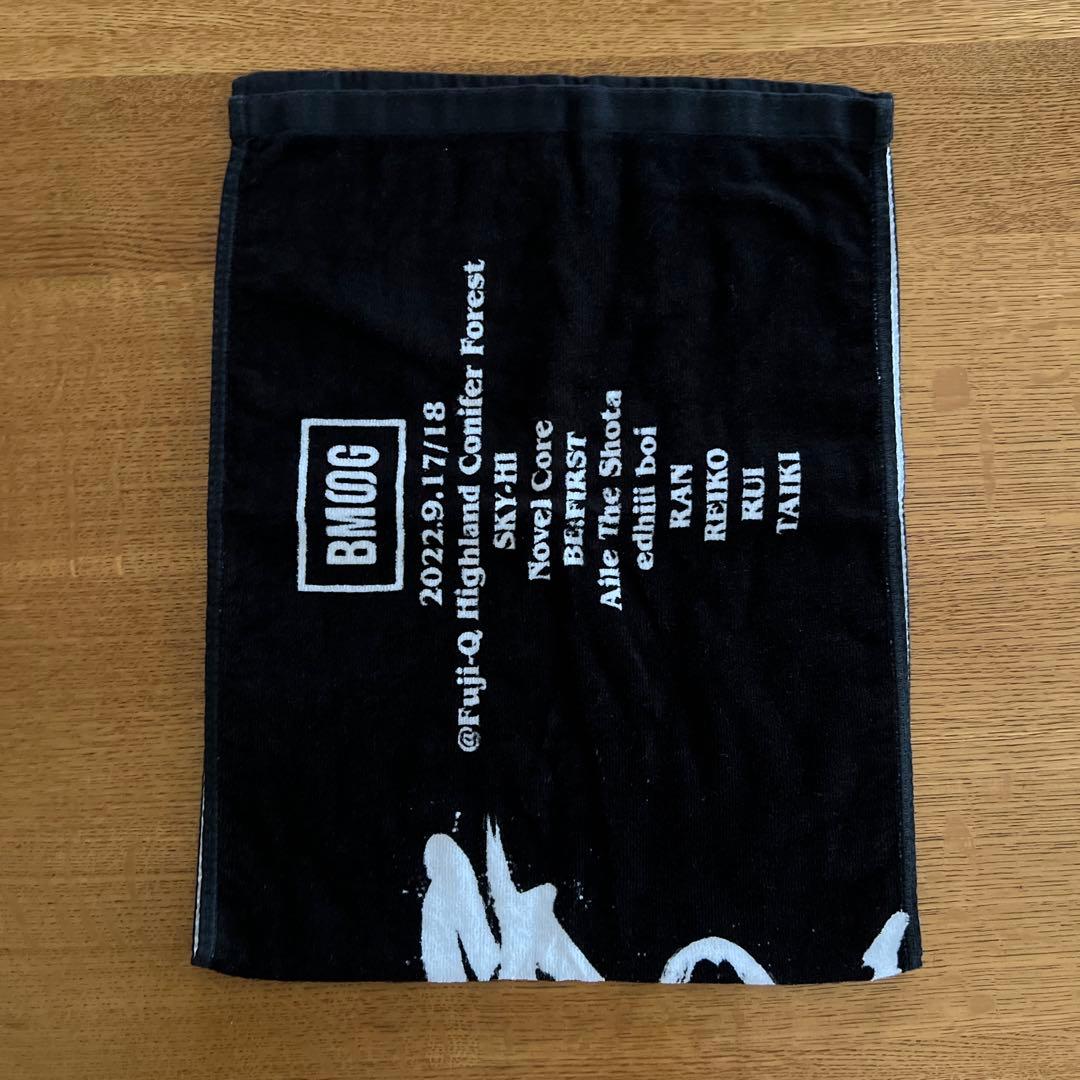 BMSG
2022.9.17/18
@Fuji-Q Highland Conifer Forest
SKY-HI
Novel Core
BE:FIRST
Aile The Shota
edhiii boi
RAN
REIKO
RUI
TAIKI